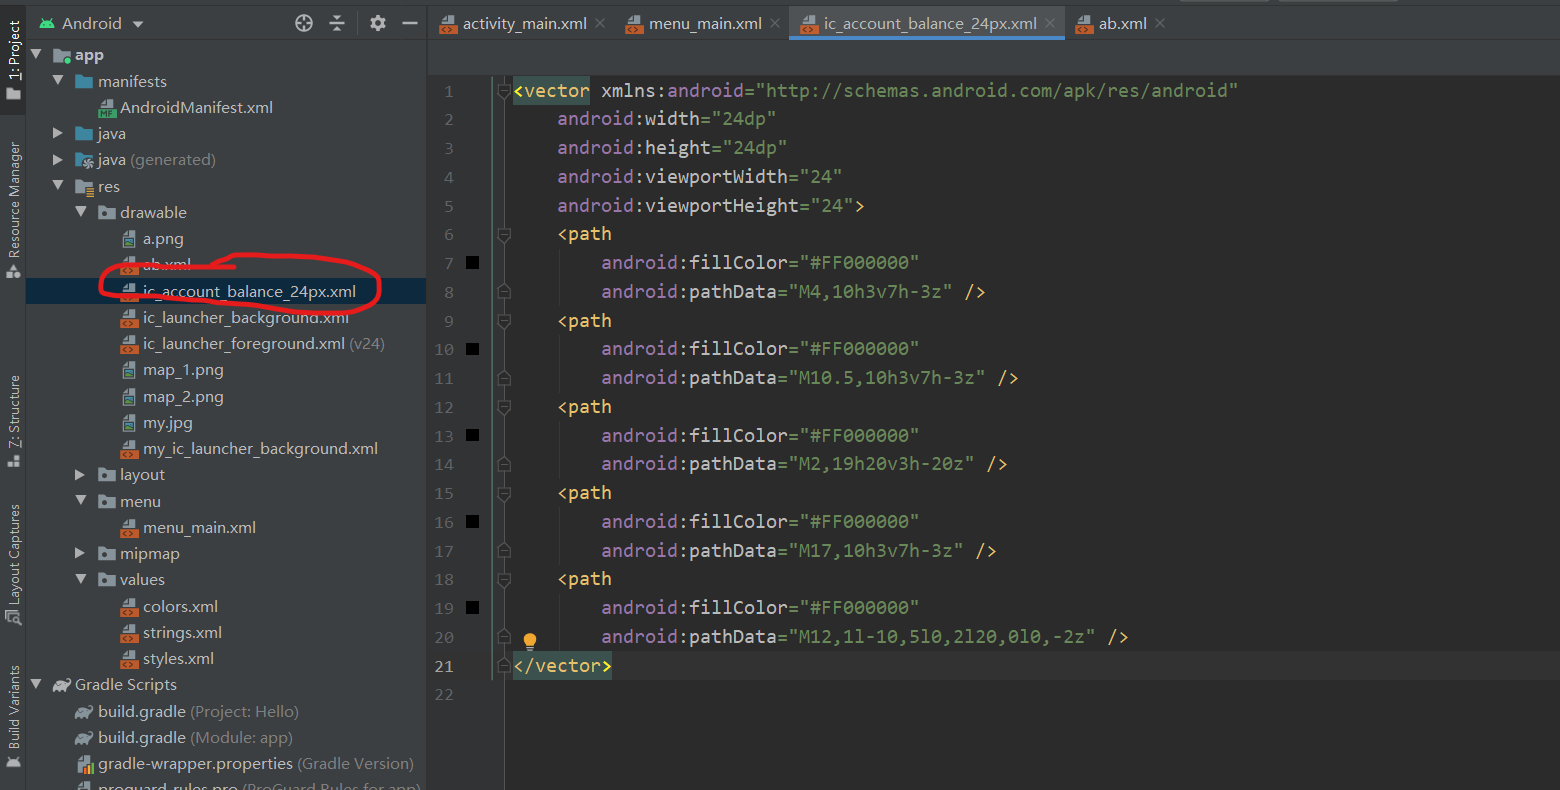 Android
activity_main.xml
menu_main.xml
ic_account_balance_24px.xml
ab.xml
1: Project
Resource Manager
7: Structure
Layout Captures
Build Variants
app
manifests
AndroidManifest.xml
java
java (generated)
res
drawable
a.png
ab.xml
ic_account_balance_24px.xml
ic_launcher_background.xml
ic_launcher_foreground.xml (v24)
map_1.png
map_2.png
my.jpg
my_ic_launcher_background.xml
layout
menu
menu_main.xml
mipmap
values
colors.xml
strings.xml
styles.xml
Gradle Scripts
build.gradle (Project: Hello)
build.gradle (Module: app)
gradle-wrapper.properties (Gradle Version)
proguard-rules.pro (ProGuard Rules for app)
1 <vector xmlns:android="http://schemas.android.com/apk/res/android"
2 android:width="24dp"
3 android:height="24dp"
4 android:viewportWidth="24"
5 android:viewportHeight="24">
6 <path
7 android:fillColor="#FF000000"
8 android:pathData="M4,10h3v7h-3z" />
9 <path
10 android:fillColor="#FF000000"
11 android:pathData="M10.5,10h3v7h-3z" />
12 <path
13 android:fillColor="#FF000000"
14 android:pathData="M2,19h20v3h-20z" />
15 <path
16 android:fillColor="#FF000000"
17 android:pathData="M17,10h3v7h-3z" />
18 <path
19 android:fillColor="#FF000000"
20 android:pathData="M12,1l-10,5l0,2l20,0l0,-2z" />
21 </vector>
22